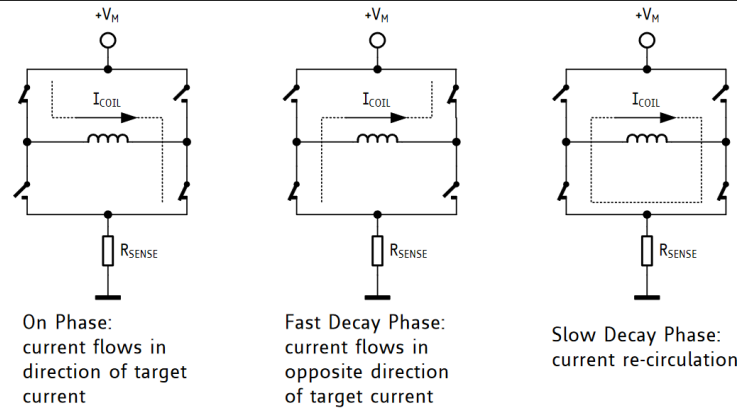 +VM
+VM
+VM
ICOIL
ICOIL
ICOIL
RSENSE
RSENSE
RSENSE
On Phase:
current flows in
direction of target
current
Fast Decay Phase:
current flows in
opposite direction
of target current
Slow Decay Phase:
current re-circulation